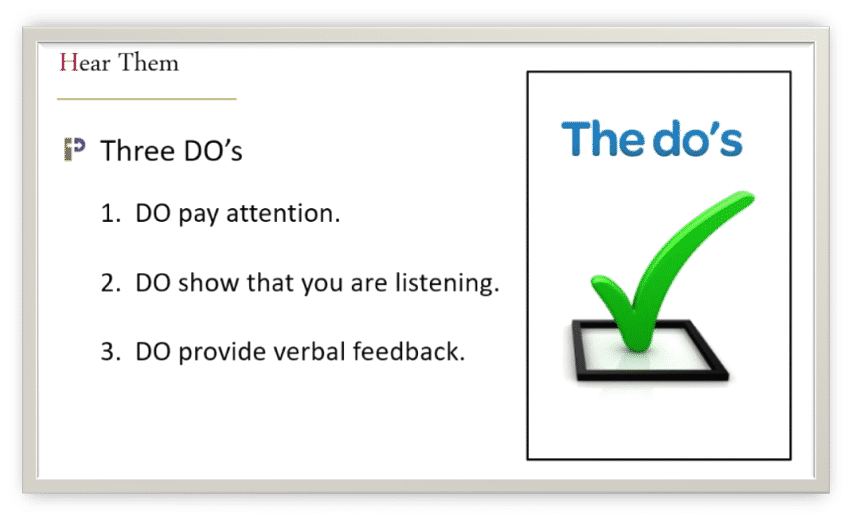 Hear Them
Three DO's
1. DO pay attention.
2. DO show that you are listening.
3. DO provide verbal feedback.
The do's